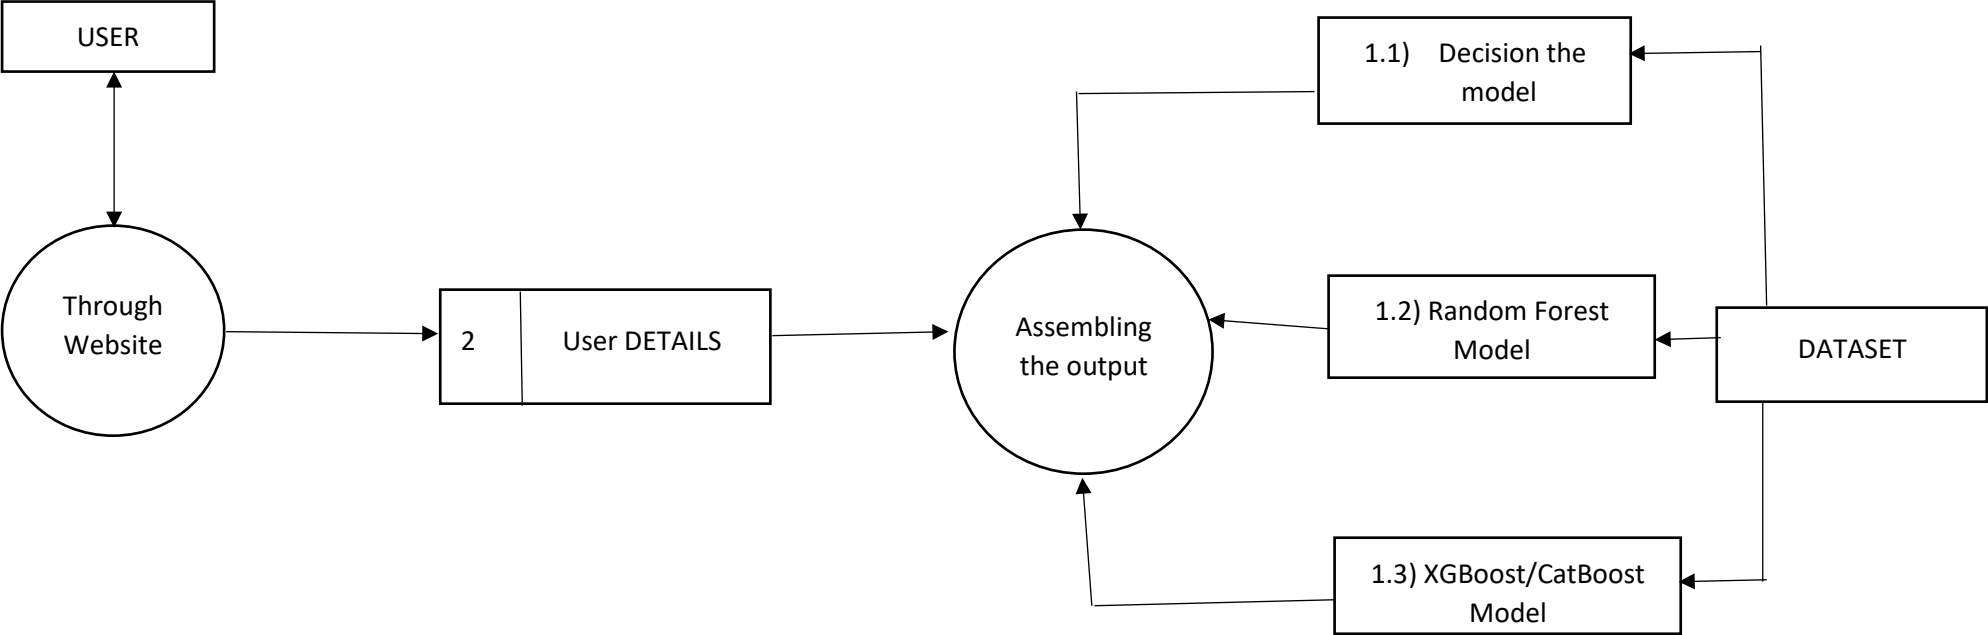 USER
Through
Website
2 User DETAILS
Assembling
the output
1.1) Decision the
model
1.2) Random Forest
Model
1.3) XGBoost/CatBoost
Model
DATASET